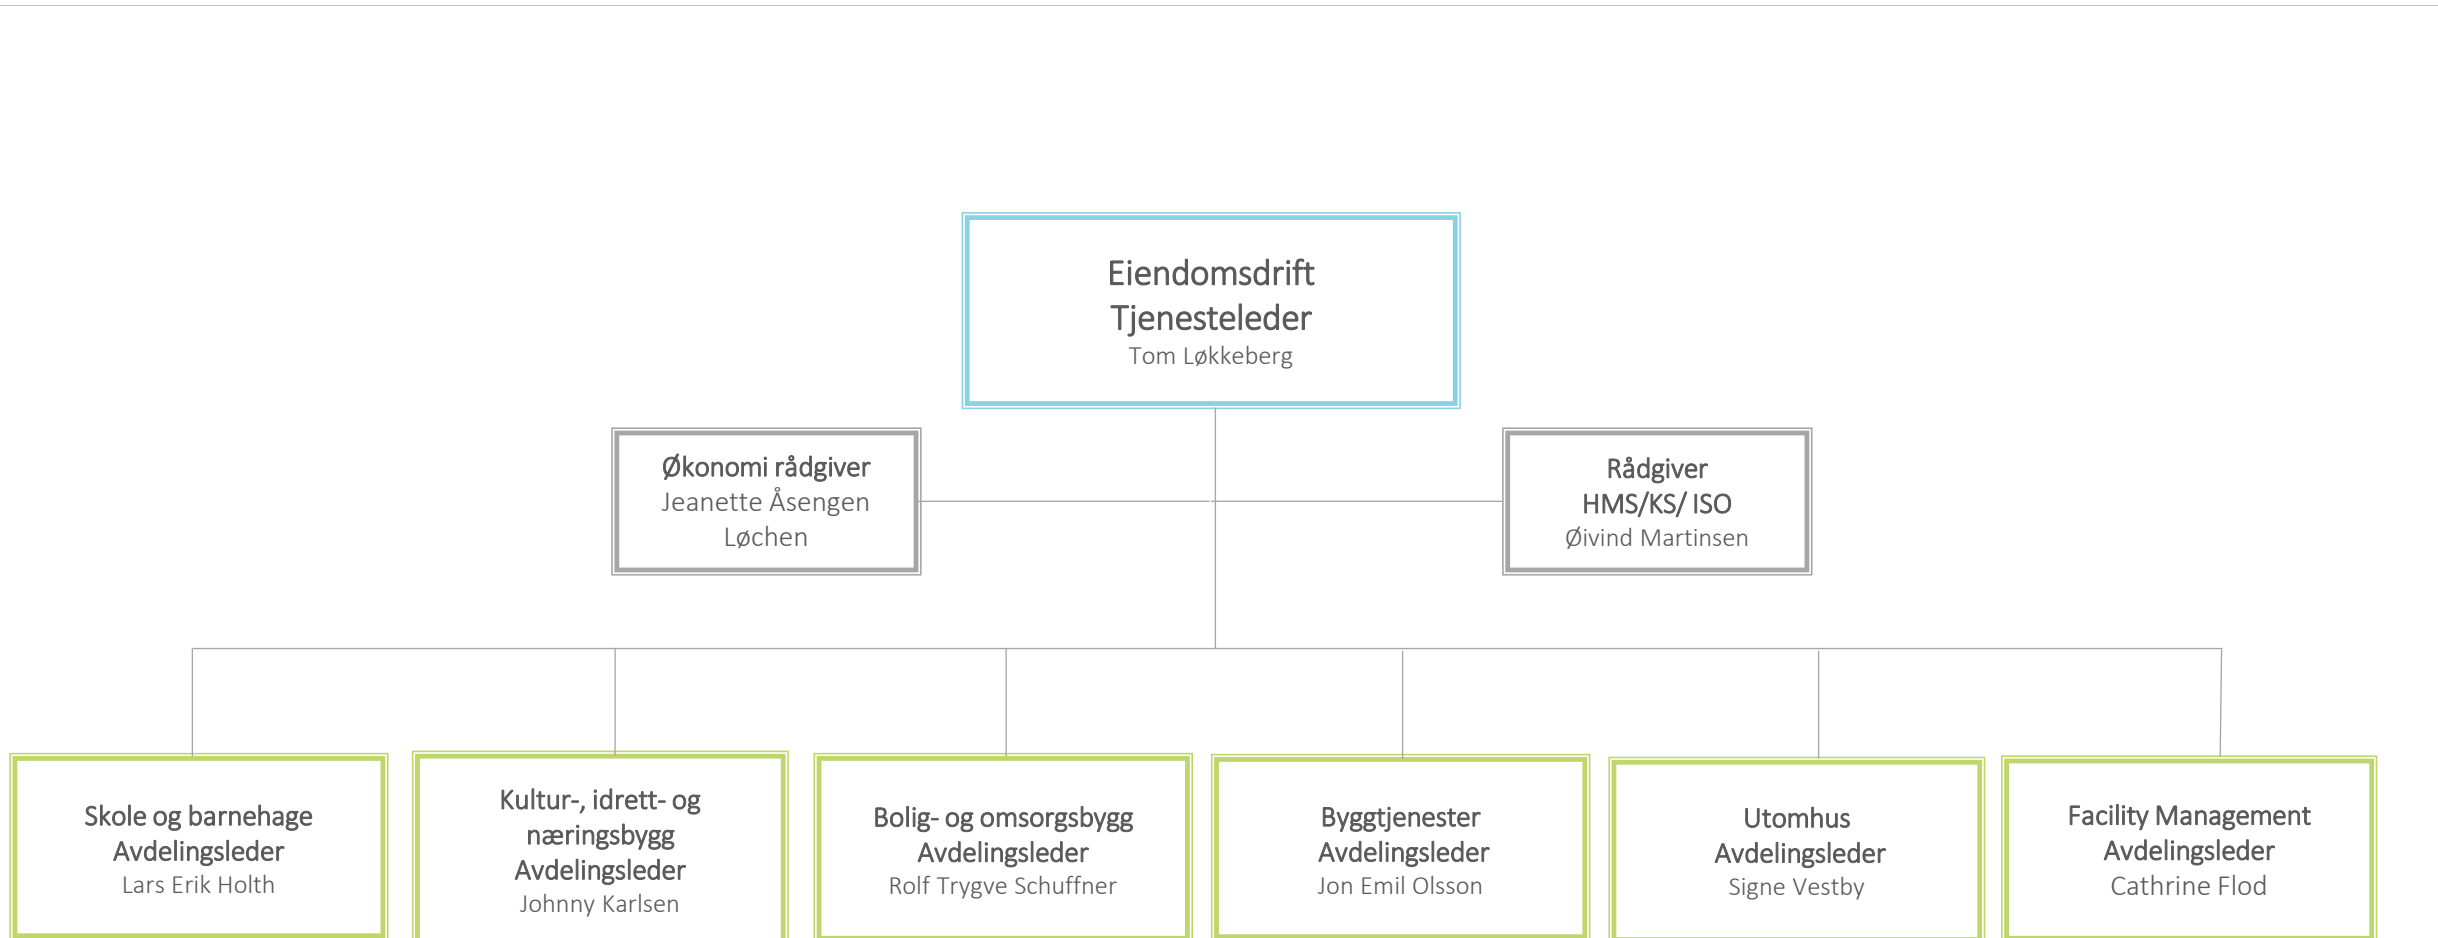 Eiendomsdrift
Tjenesteleder
Tom Løkkeberg
Økonomi rådgiver
Jeanette Åsengen
Løchen
Rådgiver
HMS/KS/ ISO
Øivind Martinsen
Skole og barnehage
Avdelingsleder
Lars Erik Holth
Kultur-, idrett- og
næringsbygg
Avdelingsleder
Johnny Karlsen
Bolig- og omsorgsbygg
Avdelingsleder
Rolf Trygve Schuffner
Byggtjenester
Avdelingsleder
Jon Emil Olsson
Utomhus
Avdelingsleder
Signe Vestby
Facility Management
Avdelingsleder
Cathrine Flod